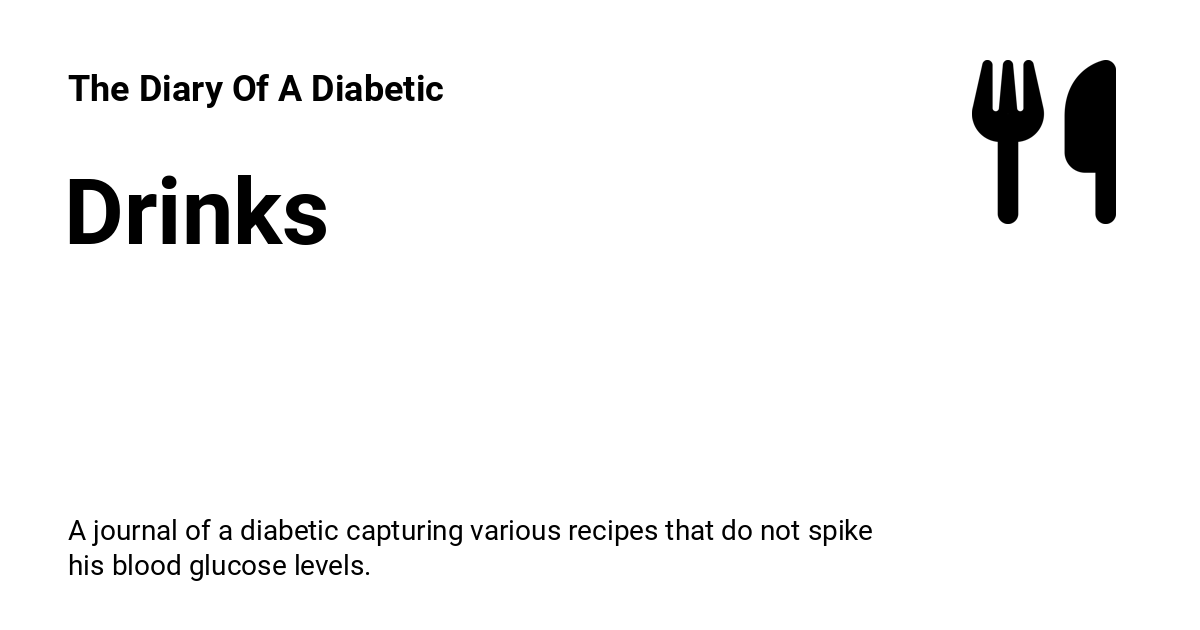 The Diary Of A Diabetic
Drinks
A journal of a diabetic capturing various recipes that do not spike
his blood glucose levels.